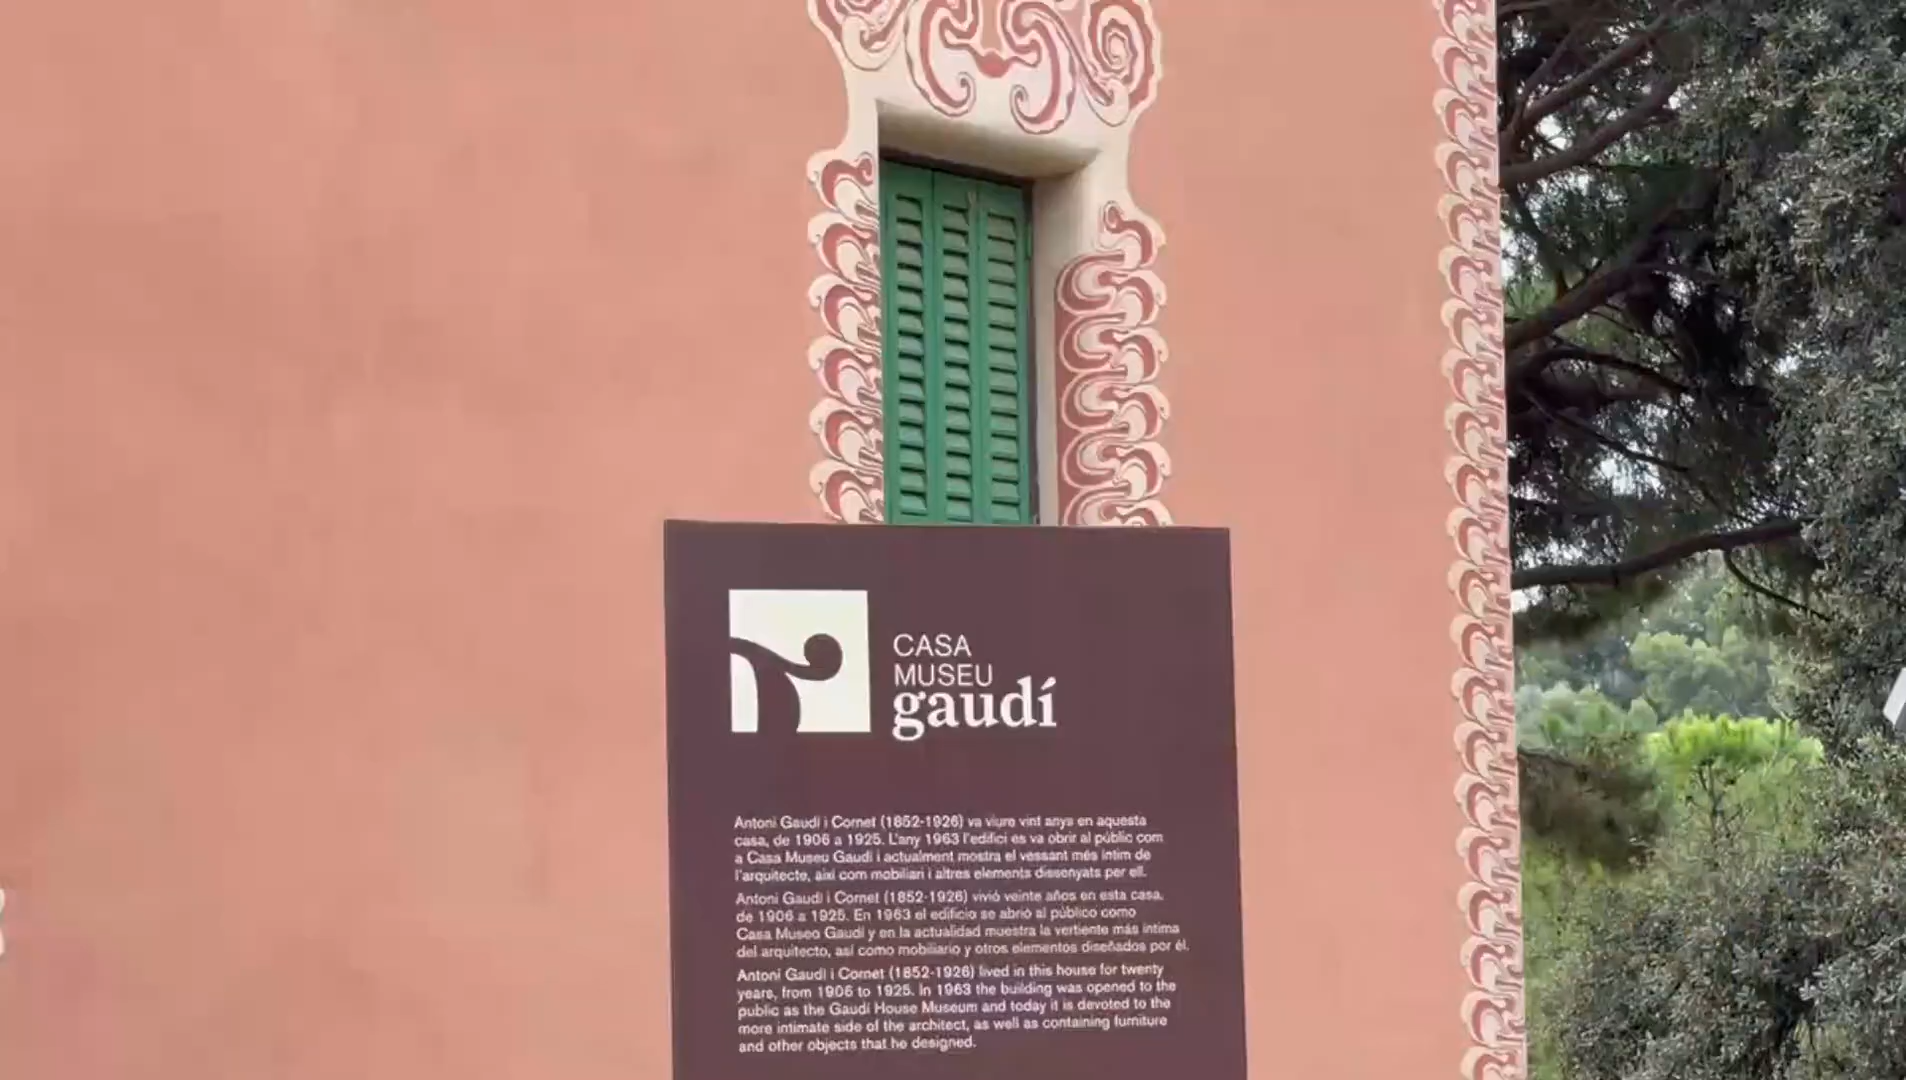 CASA
MUSEU
gaudí
Antoni Gaudí i Cornet (1852-1926) va viure vint anys en aquesta
casa, de 1906 a 1925. L'any 1963 l'edifici es va obrir al públic com
a Casa Museu Gaudí i actualment mostra el vessant més íntim de
l'arquitecte, així com mobiliari i altres elements dissenyats per ell.
Antoni Gaudí i Cornet (1852-1926) vivió veinte años en esta casa,
de 1906 a 1925. En 1963 el edificio se abrió al público como
Casa Museo Gaudí y en la actualidad muestra la vertiente más íntima
del arquitecto, así como mobiliario y otros elementos diseñados por él.
Antoni Gaudí i Cornet (1852-1926) lived in this house for twenty
years, from 1906 to 1925. In 1963 the building was opened to the
public as the Gaudí House Museum and today it is devoted to the
more intimate side of the architect, as well as containing furniture
and other objects that he designed.